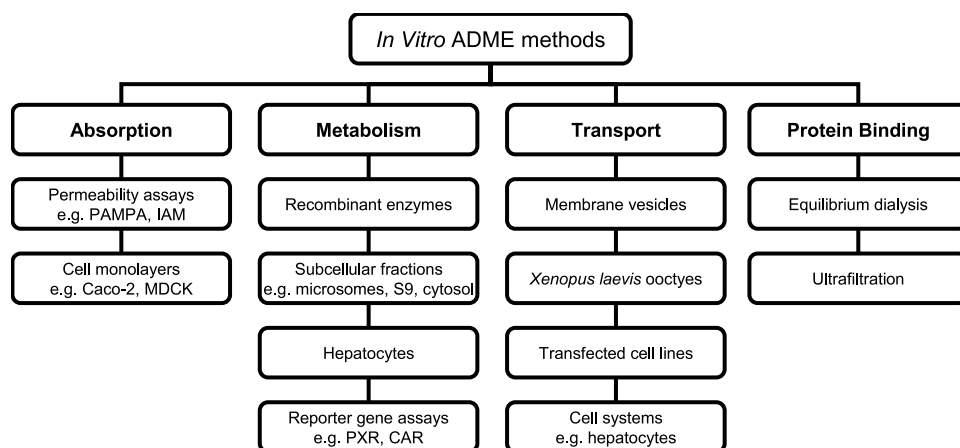 In Vitro ADME methods
Absorption
Permeability assays
e.g. PAMPA, IAM
Cell monolayers
e.g. Caco-2, MDCK
Metabolism
Recombinant enzymes
Subcellular fractions
e.g. microsomes, S9, cytosol
Hepatocytes
Reporter gene assays
e.g. PXR, CAR
Transport
Membrane vesicles
Xenopus laevis ooctyes
Transfected cell lines
Cell systems
e.g. hepatocytes
Protein Binding
Equilibrium dialysis
Ultrafiltration